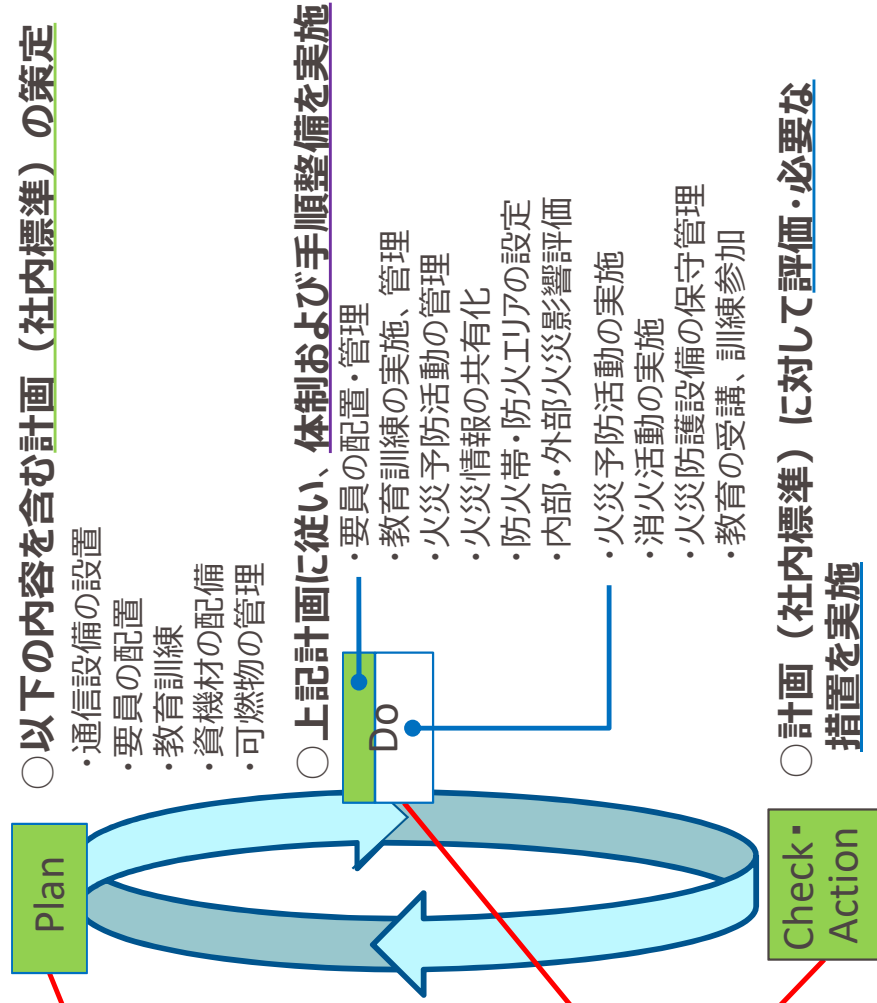 Plan
○以下の内容を含む計画（社内標準）の策定
・通信設備の設置
・要員の配置
・教育訓練
・資機材の配備
・可燃物の管理
Do
○上記計画に従い、体制および手順整備を実施
・要員の配置・管理
・教育訓練の実施、管理
・火災予防活動の管理
・火災情報の共有化
・防火帯・防火エリアの設定
・内部・外部火災影響評価
・火災予防活動の実施
・消火活動の実施
・火災防護設備の保守管理
・教育の受講、訓練参加
Check・
Action
○計画（社内標準）に対して評価・必要な
措置を実施